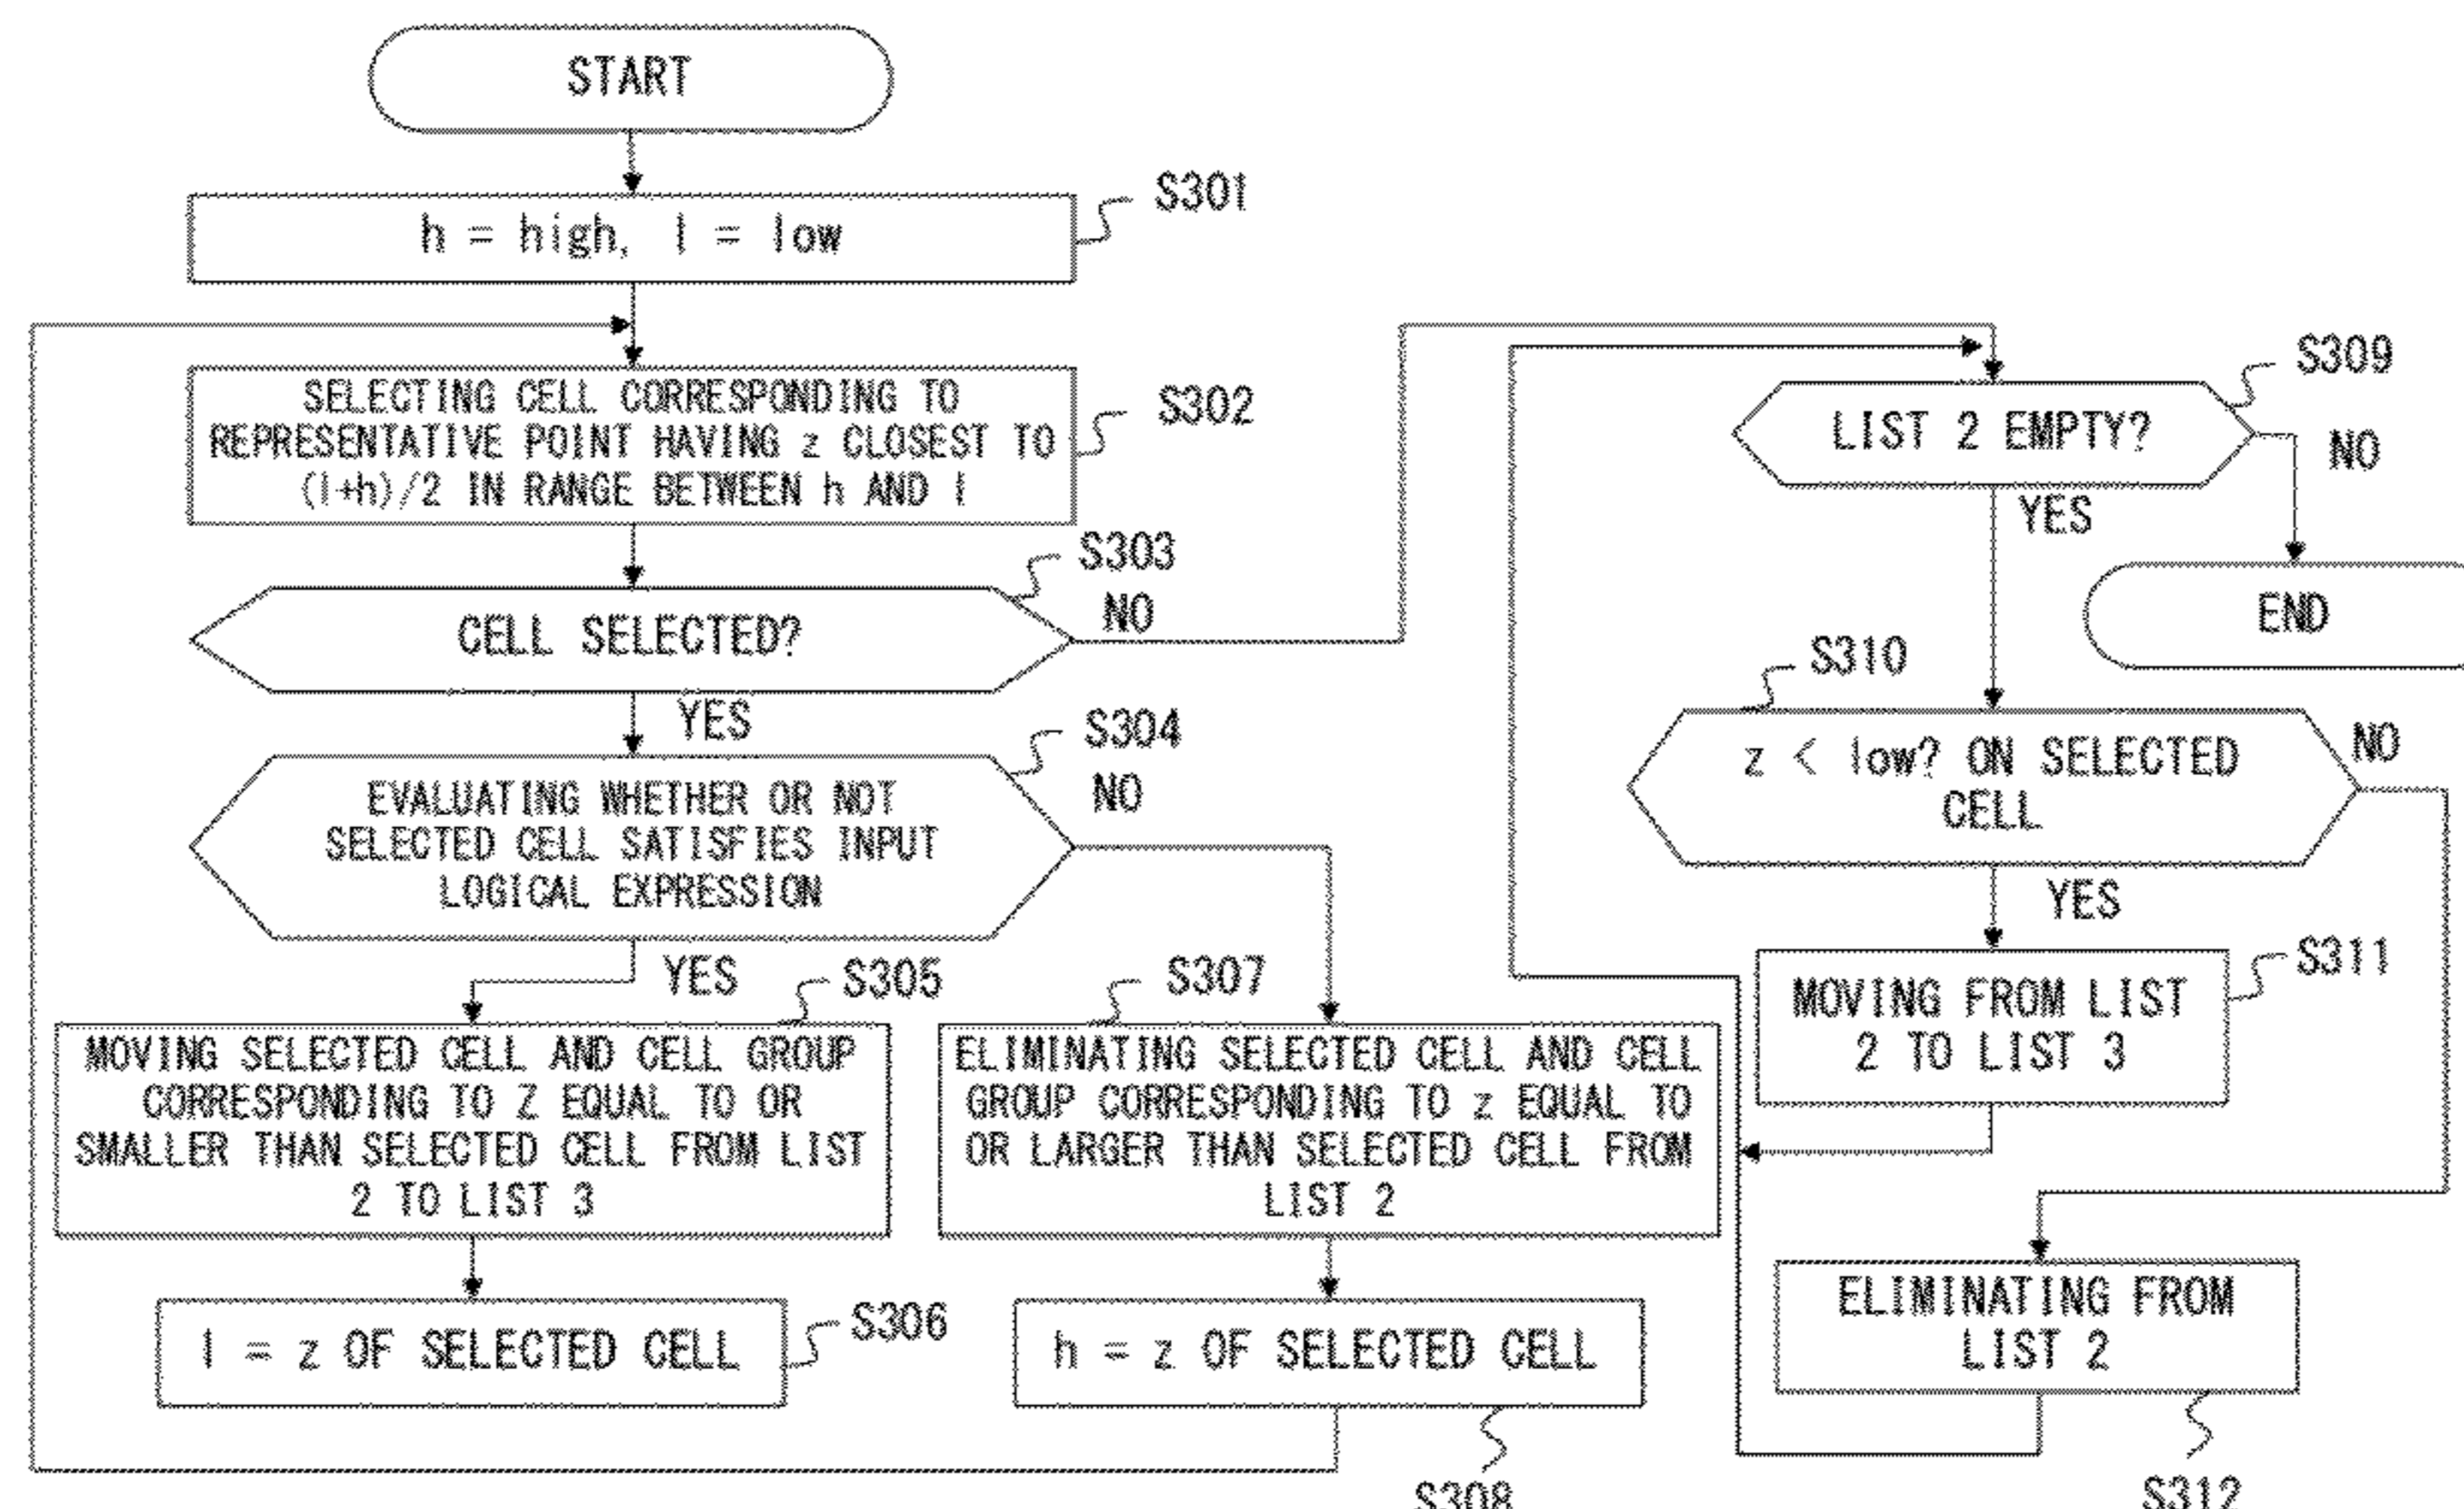 START
h = high, l = low
S301
SELECTING CELL CORRESPONDING TO
REPRESENTATIVE POINT HAVING z CLOSEST TO
(l+h)/2 IN RANGE BETWEEN h AND l
S302
CELL SELECTED?
S303
NO
YES
EVALUATING WHETHER OR NOT
SELECTED CELL SATISFIES INPUT
LOGICAL EXPRESSION
S304
NO
YES
S305
MOVING SELECTED CELL AND CELL GROUP
CORRESPONDING TO Z EQUAL TO OR
SMALLER THAN SELECTED CELL FROM LIST
2 TO LIST 3
l = z OF SELECTED CELL
S306
S307
ELIMINATING SELECTED CELL AND CELL
GROUP CORRESPONDING TO z EQUAL TO
OR LARGER THAN SELECTED CELL FROM
LIST 2
h = z OF SELECTED CELL
S308
LIST 2 EMPTY?
S309
NO
YES
END
S310
z < low? ON SELECTED
CELL
NO
YES
MOVING FROM LIST
2 TO LIST 3
S311
ELIMINATING FROM
LIST 2
S312